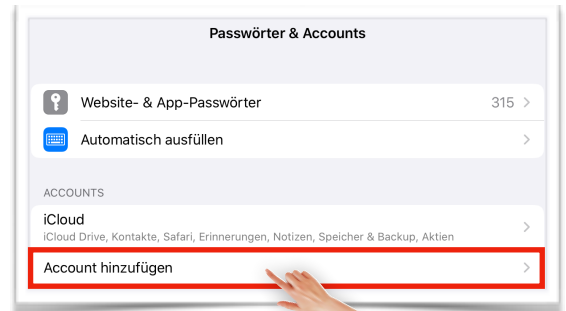 Passwörter & Accounts
Website- & App-Passwörter 315
Automatisch ausfüllen
ACCOUNTS
iCloud
iCloud Drive, Kontakte, Safari, Erinnerungen, Notizen, Speicher & Backup, Aktien
Account hinzufügen